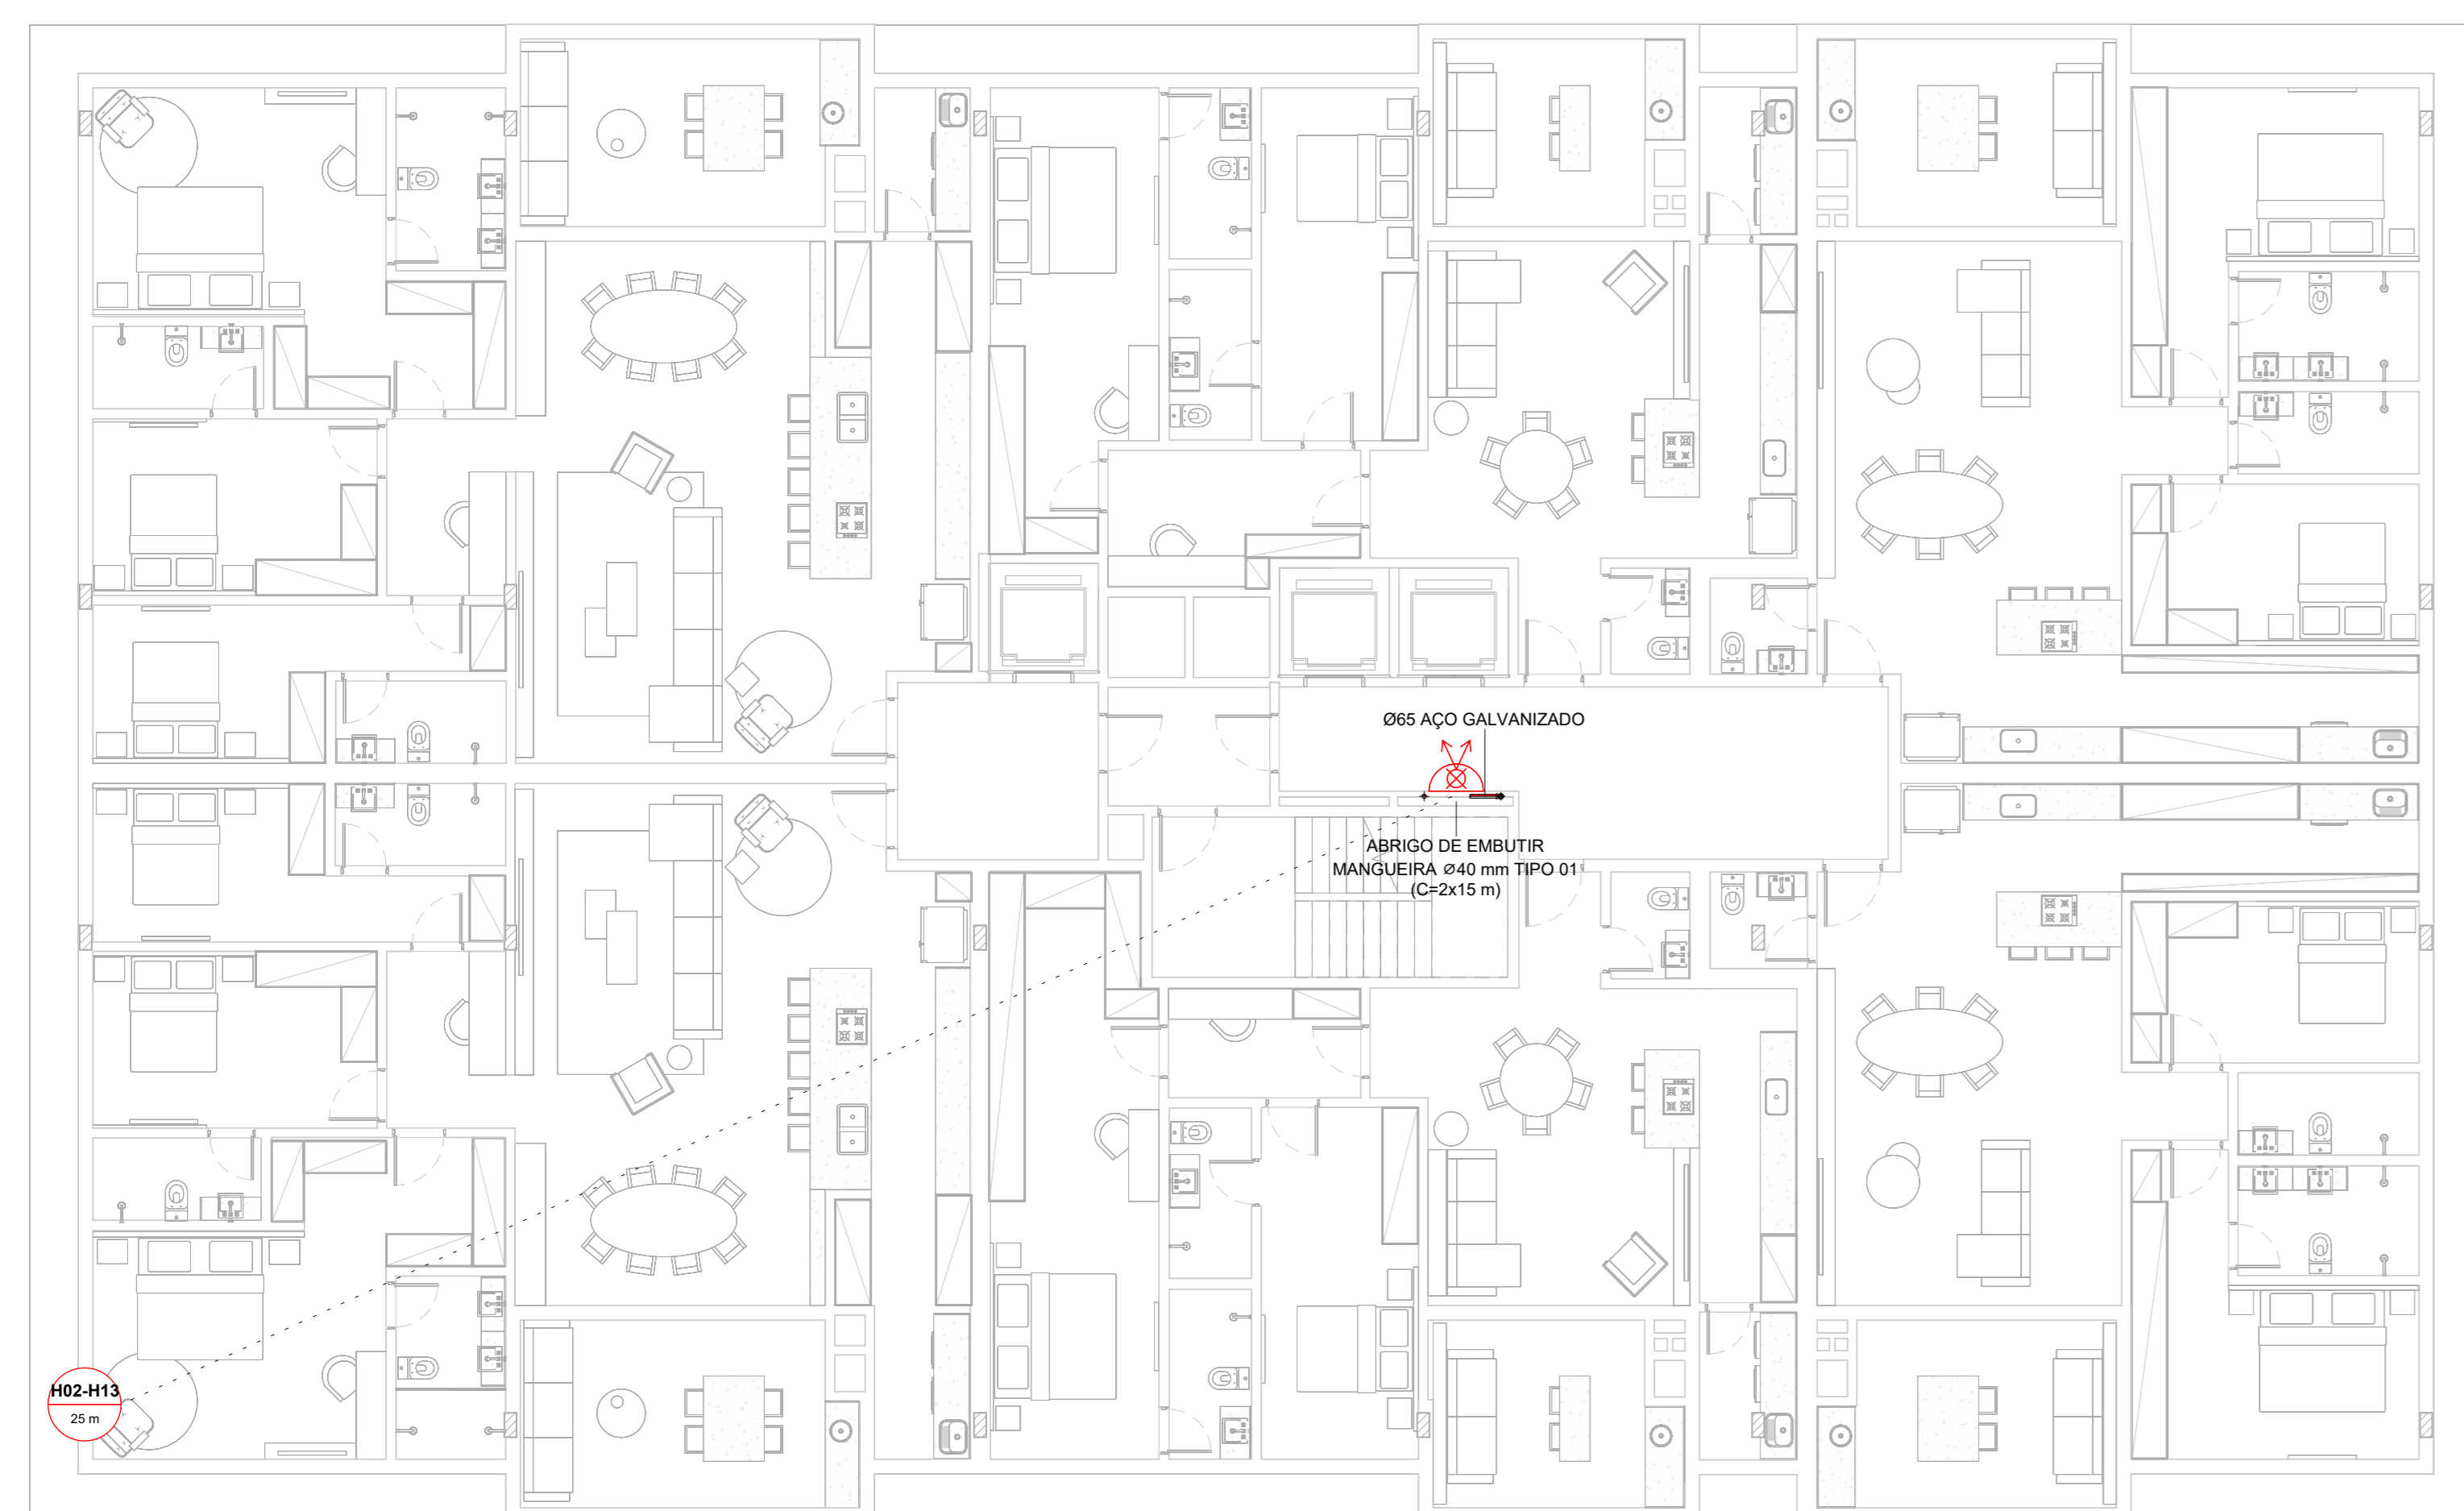 Ø65 AÇO GALVANIZADO
ABRIGO DE EMBUTIR
MANGUEIRA Ø40 mm TIPO 01
(C=2x15 m)
H02-H13
25 m